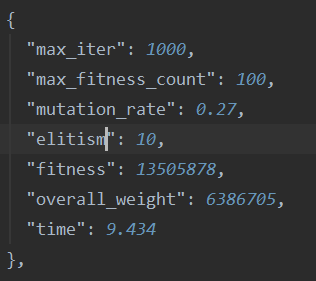 {
"max_iter": 1000,
"max_fitness_count": 100,
"mutation_rate": 0.27,
"elitism": 10,
"fitness": 13505878,
"overall_weight": 6386705,
"time": 9.434
},